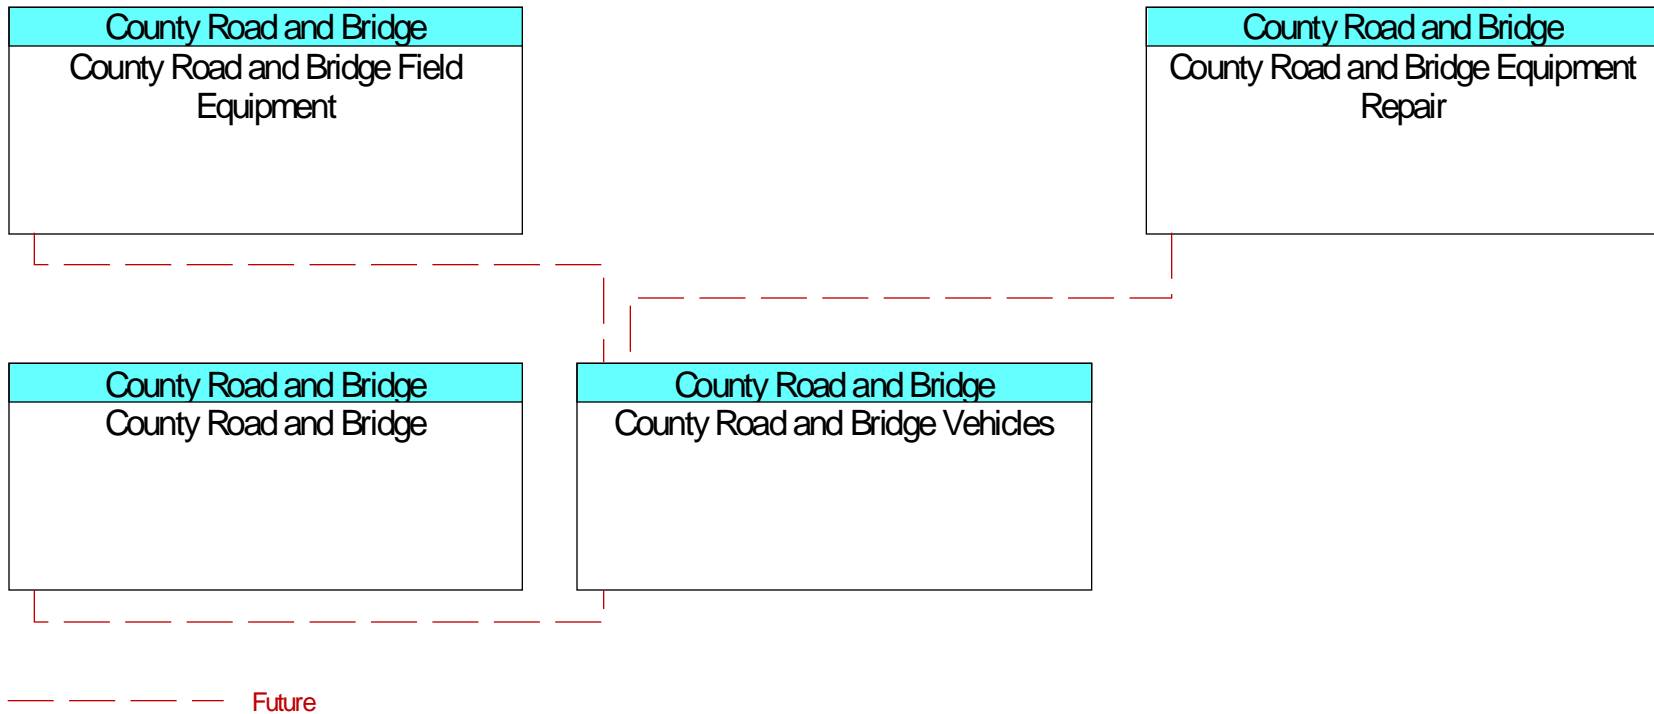 County Road and Bridge
County Road and Bridge Field
Equipment
County Road and Bridge
County Road and Bridge Equipment
Repair
County Road and Bridge
County Road and Bridge
County Road and Bridge
County Road and Bridge Vehicles
Future